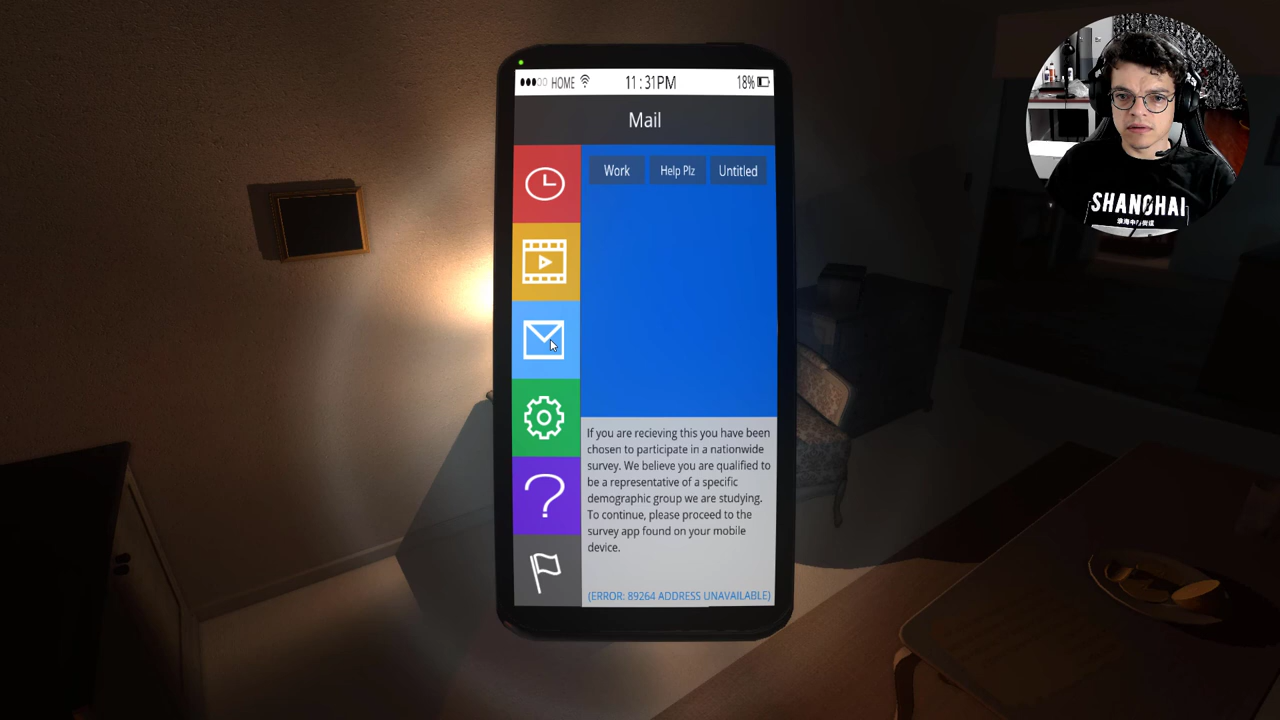 HOME 11:31PM 18%
Mail
Work Help Plz Untitled
If you are recieving this you have been
chosen to participate in a nationwide
survey. We believe you are qualified to
be a representative of a specific
demographic group we are studying.
To continue, please proceed to the
survey app found on your mobile
device.
(ERROR: 89264 ADDRESS UNAVAILABLE)
SHANGHAI